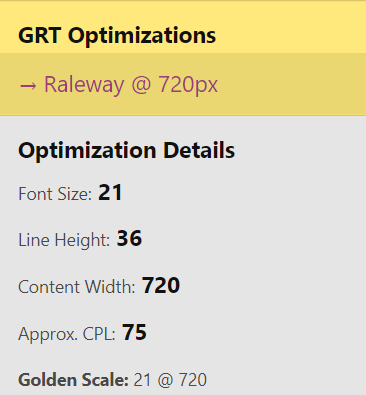 GRT Optimizations
→ Raleway @ 720px
Optimization Details
Font Size: 21
Line Height: 36
Content Width: 720
Approx. CPL: 75
Golden Scale: 21 @ 720